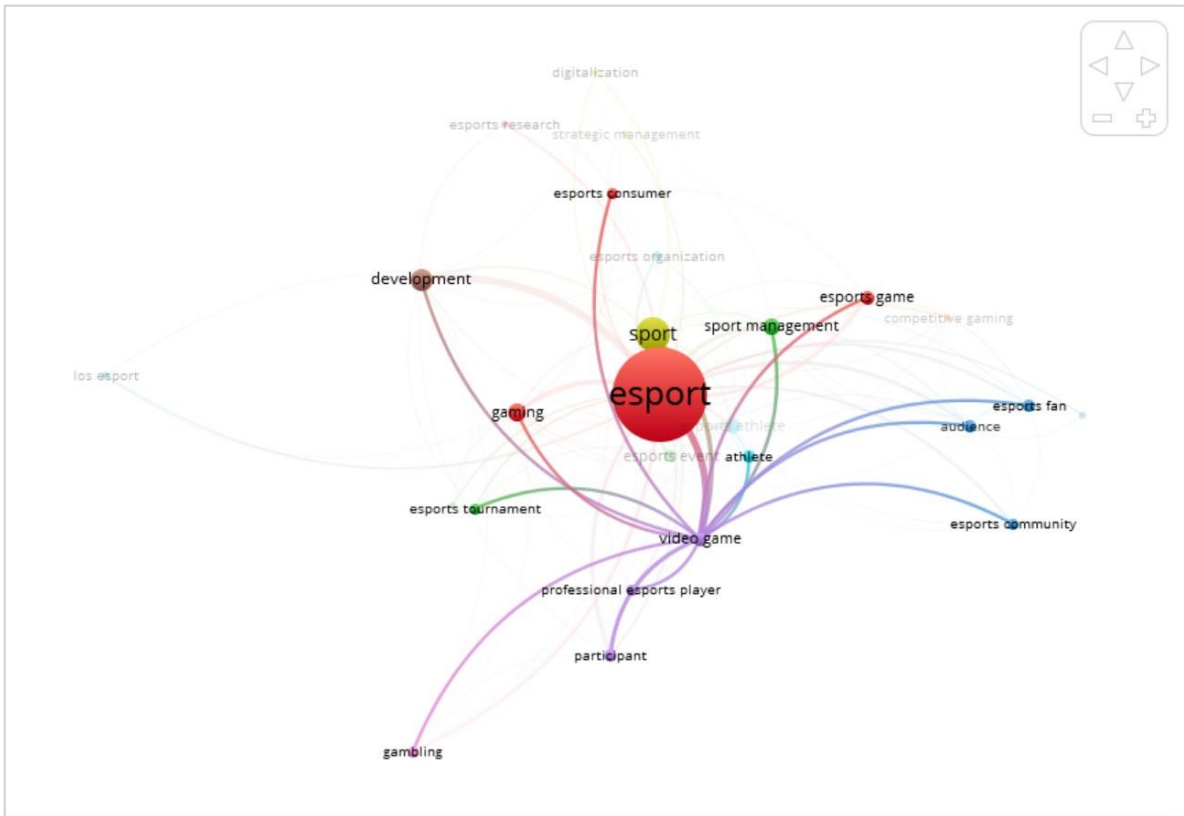 digitalization
esports research
strategic management
esports consumer
esports organization
development
esports game
competitive gaming
sport management
sport
los esport
esport
gaming
esports fan
audience
esports athlete
esports event
athlete
esports tournament
esports community
video game
professional esports player
participant
gambling